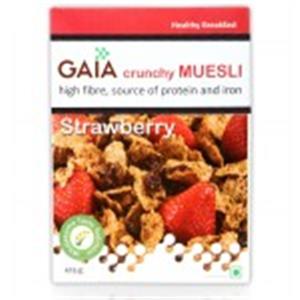 Healthy Breakfast
GAIA crunchy MUESLI
high fibre, source of protein and iron
Strawberry